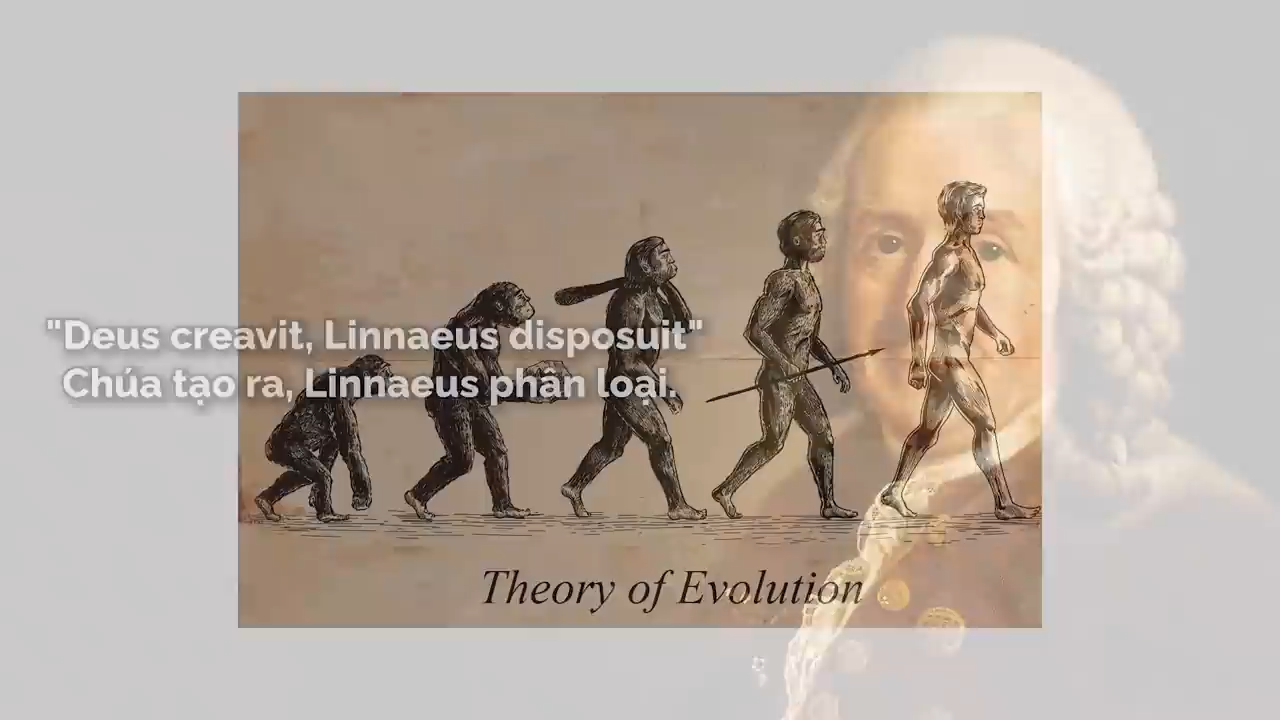 "Deus creavit, Linnaeus disposuit"
Chúa tạo ra, Linnaeus phân loại.
Theory of Evolution